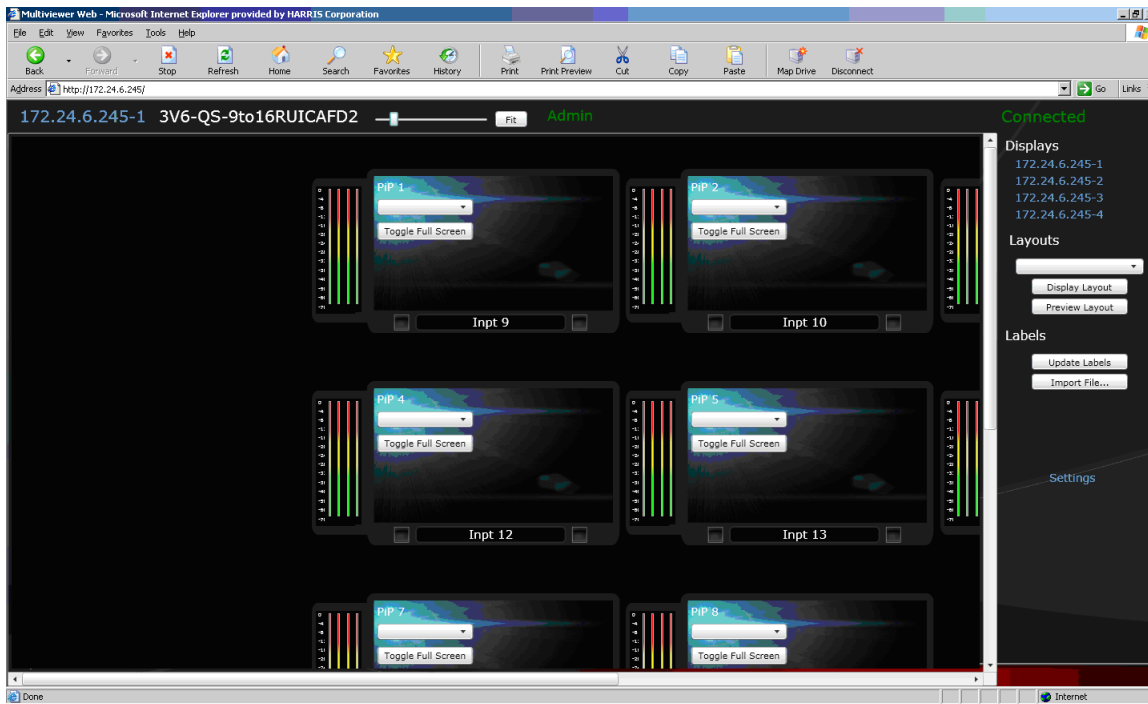 Multiviewer Web - Microsoft Internet Explorer provided by HARRIS Corporation
File Edit View Favorites Tools Help
Back Forward Stop Refresh Home Search Favorites History Print Print Preview Cut Copy Paste Map Drive Disconnect
Address http://172.24.6.245/ Go Links
172.24.6.245-1 3V6-QS-9to16RUICAFD2 Fit Admin Connected
Displays
172.24.6.245-1
172.24.6.245-2
172.24.6.245-3
172.24.6.245-4
Layouts
Display Layout
Preview Layout
Labels
Update Labels
Import File...
Settings
PiP 1 PiP 2
Toggle Full Screen Toggle Full Screen
Inpt 9 Inpt 10
PiP 4 PiP 5
Toggle Full Screen Toggle Full Screen
Inpt 12 Inpt 13
PiP 7 PiP 8
Toggle Full Screen Toggle Full Screen
Done Internet